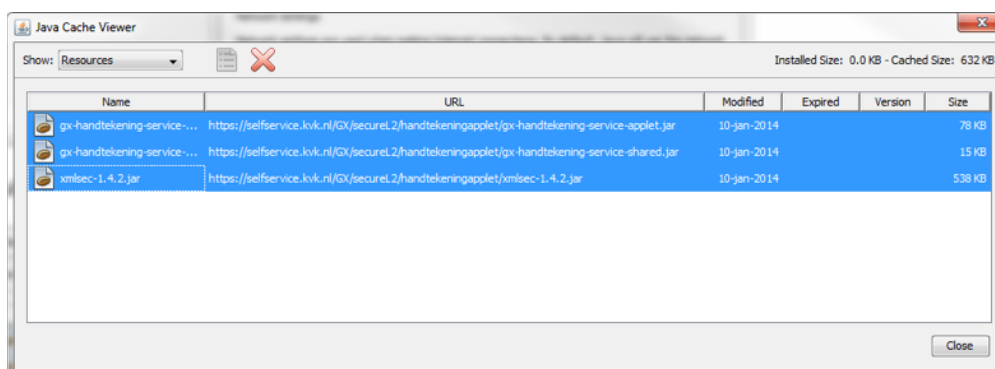 Java Cache Viewer
Show: Resources Installed Size: 0.0 KB - Cached Size: 632 KB
Name URL Modified Expired Version Size
gx-handtekening-service-... https://selfservice.kvk.nl/GX/secureL2/handtekeningapplet/gx-handtekening-service-applet.jar 10-jan-2014 78 KB
gx-handtekening-service-... https://selfservice.kvk.nl/GX/secureL2/handtekeningapplet/gx-handtekening-service-shared.jar 10-jan-2014 15 KB
xmlsec-1.4.2.jar https://selfservice.kvk.nl/GX/secureL2/handtekeningapplet/xmlsec-1.4.2.jar 10-jan-2014 538 KB
Close